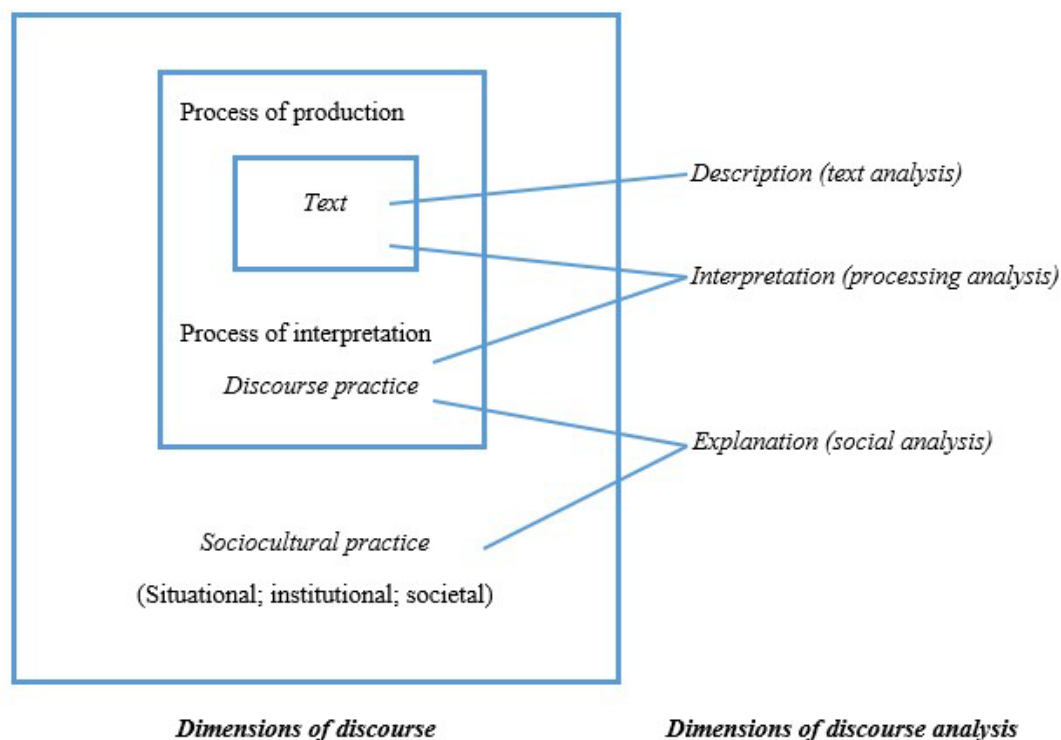 Process of production
Text
Description (text analysis)
Interpretation (processing analysis)
Process of interpretation
Discourse practice
Explanation (social analysis)
Sociocultural practice
(Situational; institutional; societal)
Dimensions of discourse
Dimensions of discourse analysis